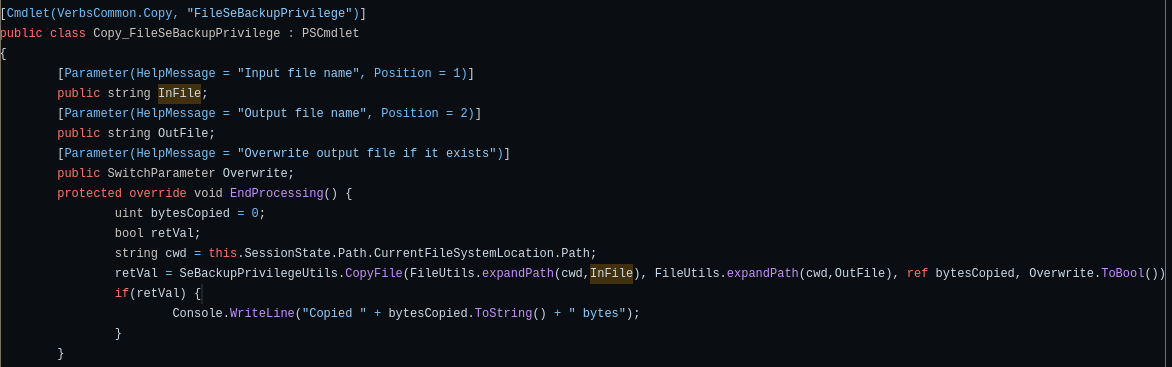 [Cmdlet(VerbsCommon.Copy, "FileSeBackupPrivilege")]
public class Copy_FileSeBackupPrivilege : PSCmdlet
{
        [Parameter(HelpMessage = "Input file name", Position = 1)]
        public string InFile;
        [Parameter(HelpMessage = "Output file name", Position = 2)]
        public string OutFile;
        [Parameter(HelpMessage = "Overwrite output file if it exists")]
        public SwitchParameter Overwrite;
        protected override void EndProcessing() {
                uint bytesCopied = 0;
                bool retVal;
                string cwd = this.SessionState.Path.CurrentFileSystemLocation.Path;
                retVal = SeBackupPrivilegeUtils.CopyFile(FileUtils.expandPath(cwd,InFile), FileUtils.expandPath(cwd,OutFile), ref bytesCopied, Overwrite.ToBool())
                if(retVal) {
                        Console.WriteLine("Copied " + bytesCopied.ToString() + " bytes");
                }
        }